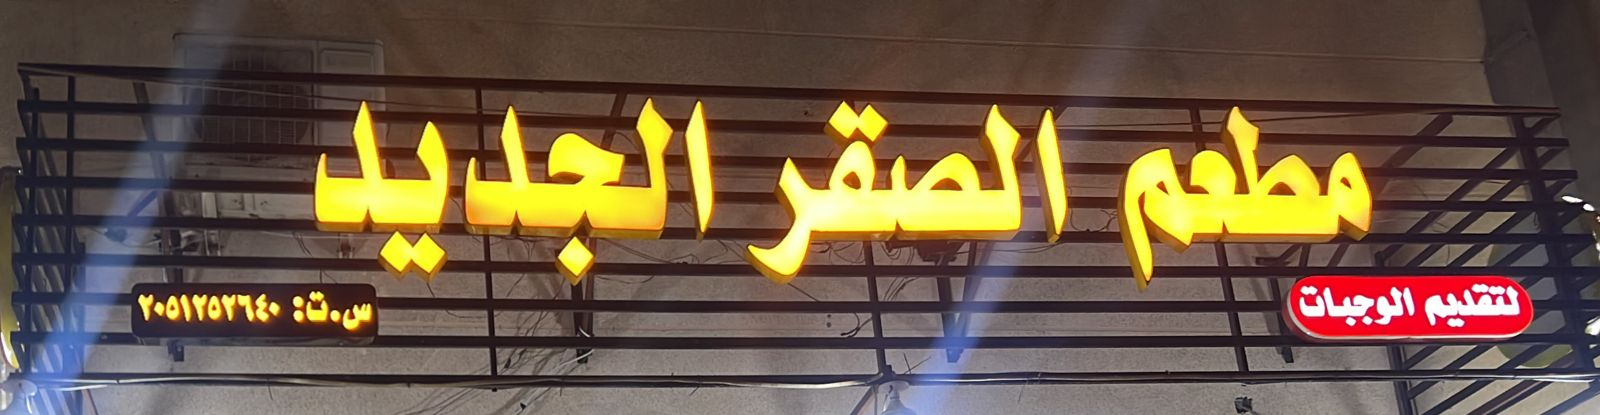 مطعم الصقر الجديد
لتقديم الوجبات
س.ت: ٢٠٥١٢٥٢٦٤٠